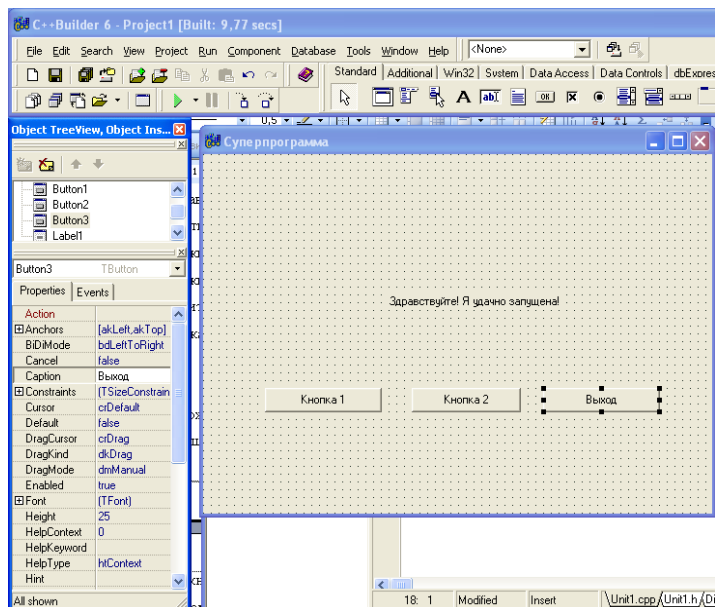 C++Builder 6 - Project1 [Built: 9,77 secs]
File Edit Search View Project Run Component Database Tools Window Help <None>
Standard Additional Win32 System Data Access Data Controls dbExpres
Object TreeView, Object Ins...
0,5
Суперпрограмма
Button1
Button2
Button3
Label1
Button3 TButton
Properties Events
Action
Anchors [akLeft,akTop]
BiDiMode bdLeftToRight
Cancel false
Caption Выход
Constraints (TSizeConstrain
Cursor crDefault
Default false
DragCursor crDrag
DragKind dkDrag
DragMode dmManual
Enabled true
Font (TFont)
Height 25
HelpContext 0
HelpKeyword
HelpType htContext
Hint
All shown
Здравствуйте! Я удачно запущена!
Кнопка 1 Кнопка 2 Выход
18: 1 Modified Insert Unit1.cpp Unit1.h Di